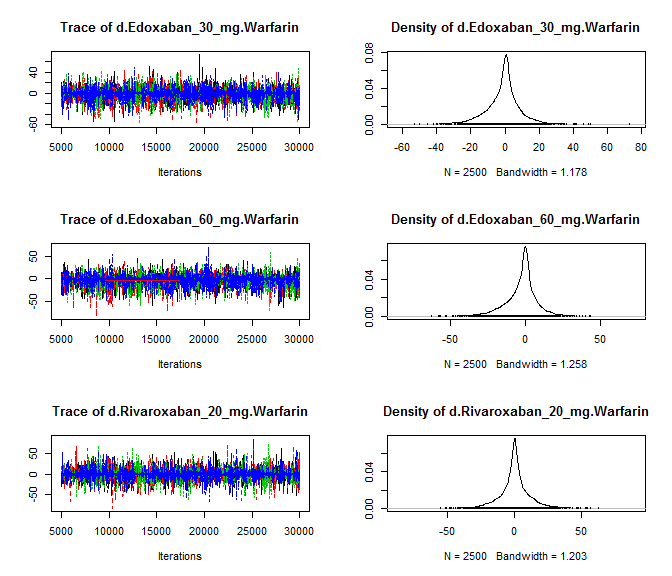 Trace of d.Edoxaban_30_mg.Warfarin
-60 0 40
5000 10000 15000 20000 25000 30000
Iterations
Density of d.Edoxaban_30_mg.Warfarin
0.00 0.04 0.08
-60 -40 -20 0 20 40 60 80
N = 2500 Bandwidth = 1.178
Trace of d.Edoxaban_60_mg.Warfarin
-50 0 50
5000 10000 15000 20000 25000 30000
Iterations
Density of d.Edoxaban_60_mg.Warfarin
0.00 0.04
-50 0 50
N = 2500 Bandwidth = 1.258
Trace of d.Rivaroxaban_20_mg.Warfarin
-50 0 50
5000 10000 15000 20000 25000 30000
Iterations
Density of d.Rivaroxaban_20_mg.Warfarin
0.00 0.04
-50 0 50
N = 2500 Bandwidth = 1.203